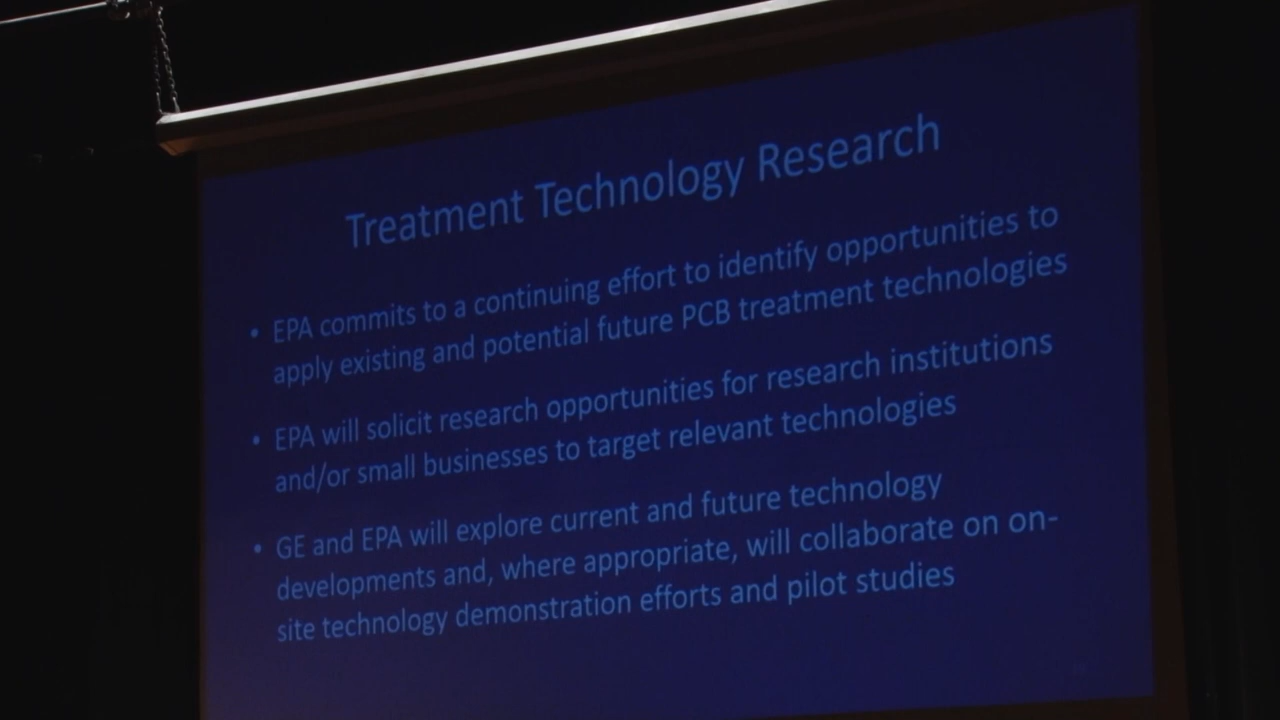 Treatment Technology Research
• EPA commits to a continuing effort to identify opportunities to
apply existing and potential future PCB treatment technologies
• EPA will solicit research opportunities for research institutions
and/or small businesses to target relevant technologies
• GE and EPA will explore current and future technology
developments and, where appropriate, will collaborate on on-
site technology demonstration efforts and pilot studies